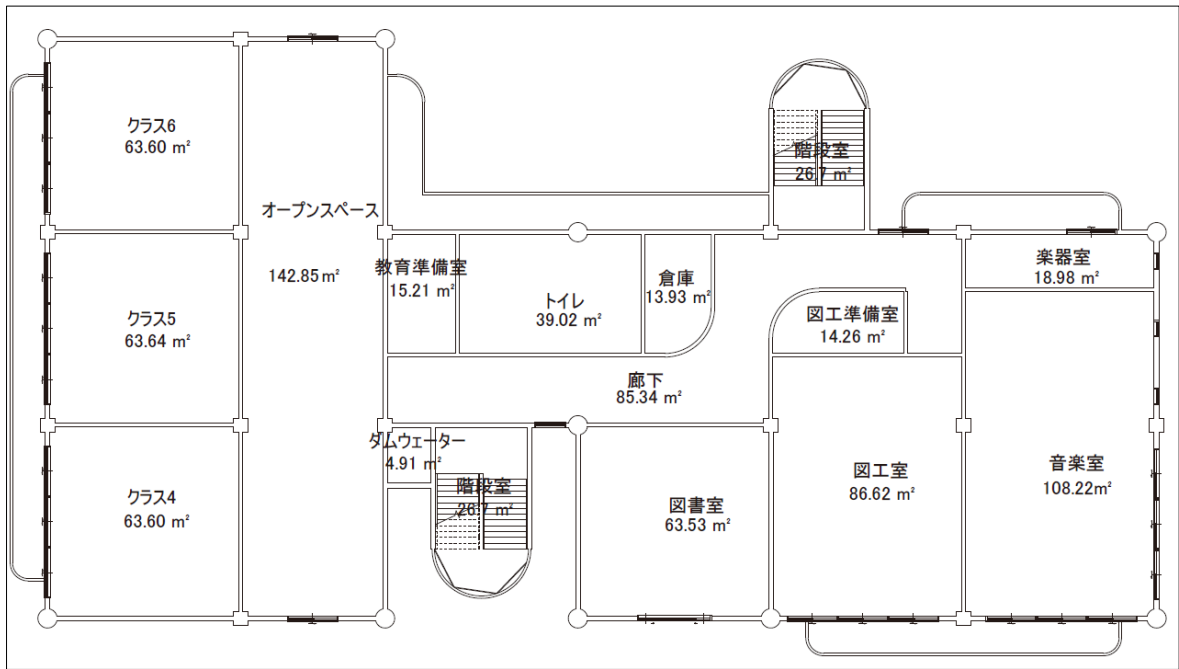 クラス6
63.60 ㎡
オープンスペース
142.85㎡
クラス5
63.64 ㎡
クラス4
63.60 ㎡
教育準備室
15.21 ㎡
トイレ
39.02 ㎡
倉庫
13.93 ㎡
階段室
26.7 ㎡
楽器室
18.98 ㎡
図工準備室
14.26 ㎡
廊下
85.34 ㎡
ダムウェーター
4.91 ㎡
階段室
26.7 ㎡
図書室
63.53 ㎡
図工室
86.62 ㎡
音楽室
108.22㎡